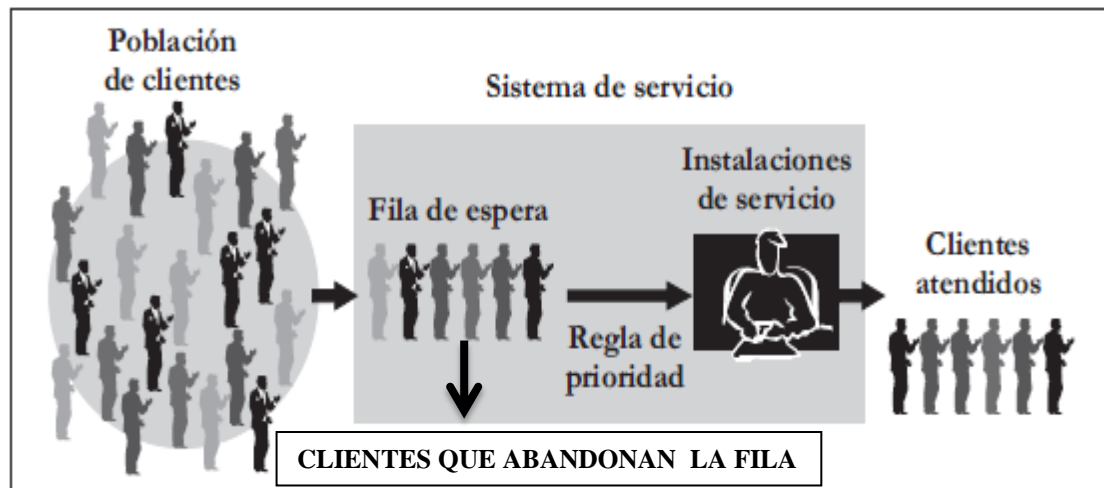 Población
de clientes
Sistema de servicio
Fila de espera
Instalaciones
de servicio
Regla de
prioridad
Clientes
atendidos
CLIENTES QUE ABANDONAN LA FILA